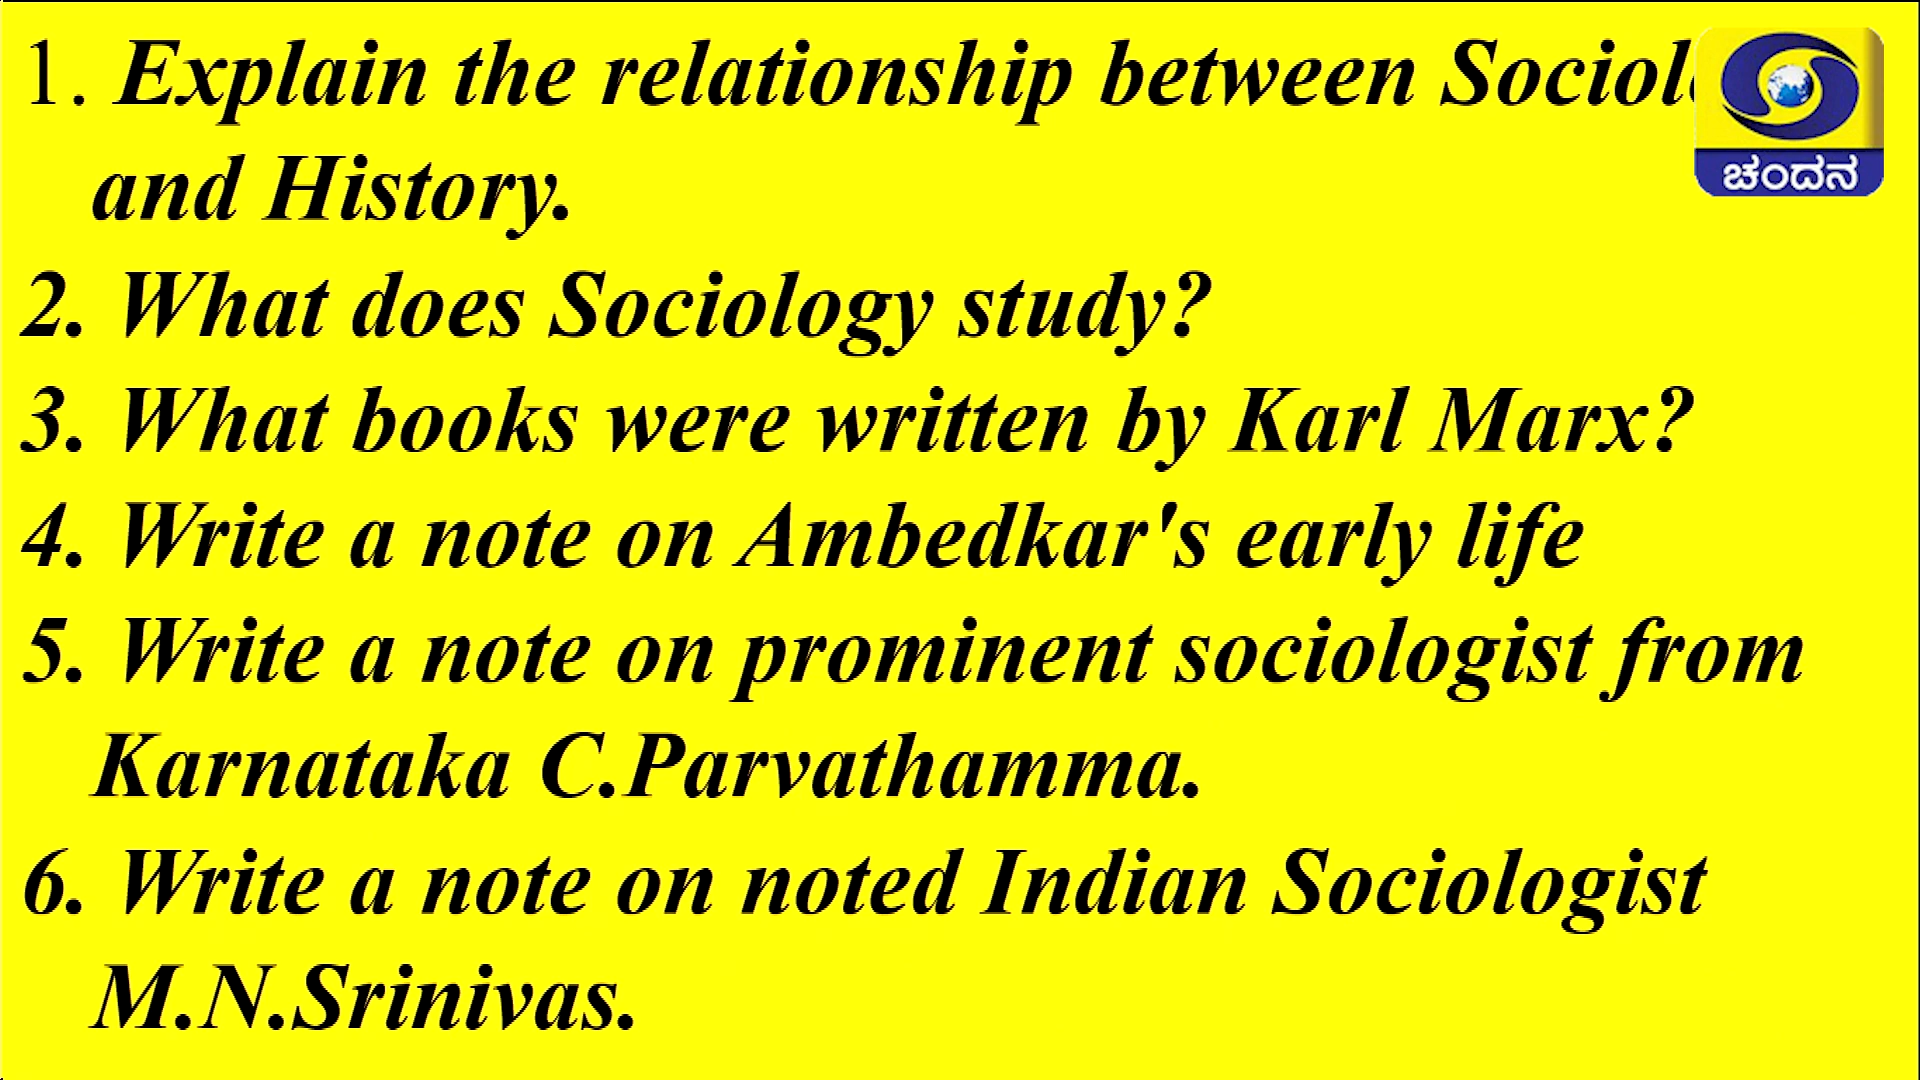 1. Explain the relationship between Sociol
and History.
2. What does Sociology study?
3. What books were written by Karl Marx?
4. Write a note on Ambedkar's early life
5. Write a note on prominent sociologist from
Karnataka C.Parvathamma.
6. Write a note on noted Indian Sociologist
M.N.Srinivas.
ಚಂದನ